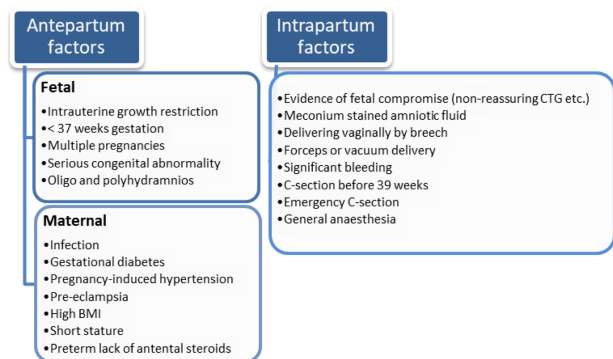 Antepartum
factors
Fetal
•Intrauterine growth restriction
•< 37 weeks gestation
•Multiple pregnancies
•Serious congenital abnormality
•Oligo and polyhydramnios
Maternal
•Infection
•Gestational diabetes
•Pregnancy-induced hypertension
•Pre-eclampsia
•High BMI
•Short stature
•Preterm lack of antental steroids
Intrapartum
factors
•Evidence of fetal compromise (non-reassuring CTG etc.)
•Meconium stained amniotic fluid
•Delivering vaginally by breech
•Forceps or vacuum delivery
•Significant bleeding
•C-section before 39 weeks
•Emergency C-section
•General anaesthesia